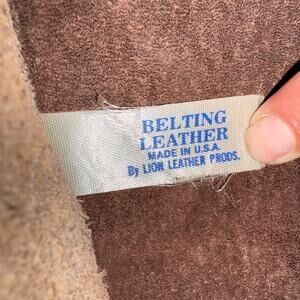 BELTING
LEATHER
MADE IN U.S.A.
By LION LEATHER PRODS.